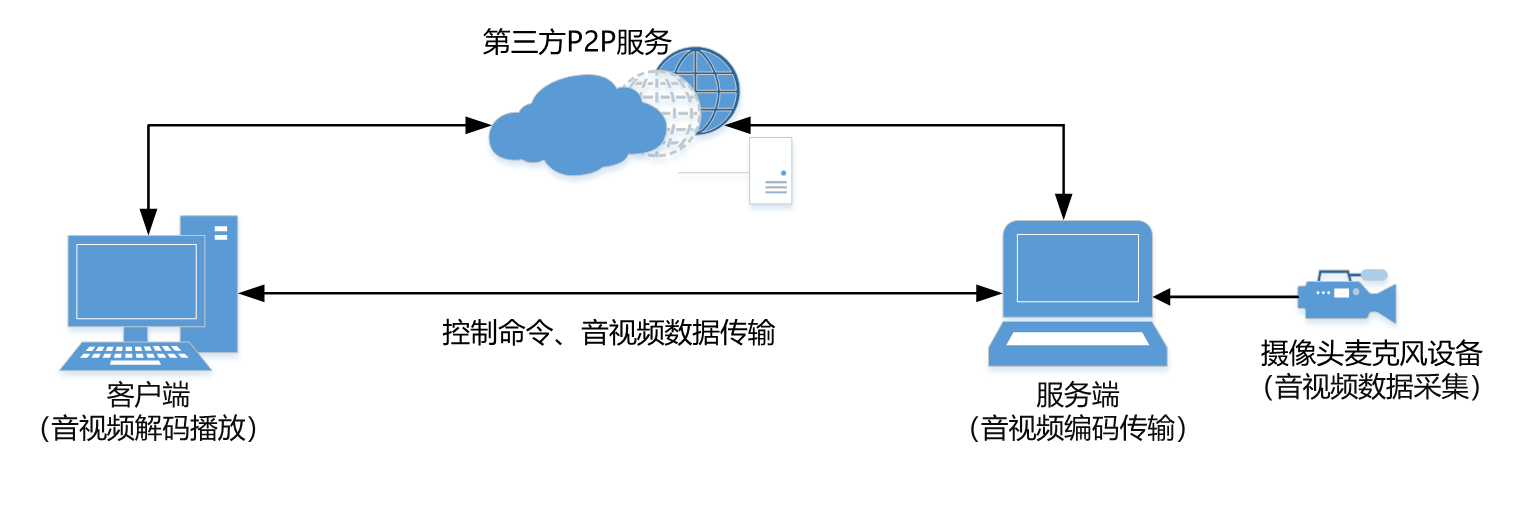 第三方P2P服务
控制命令、音视频数据传输
客户端
（音视频解码播放）
服务端
（音视频编码传输）
摄像头麦克风设备
（音视频数据采集）